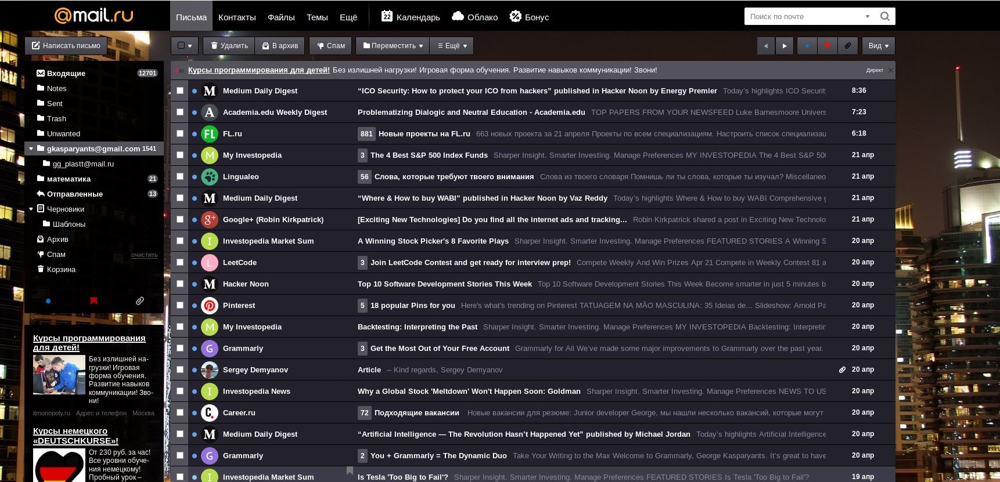 @mail.ru
Письма Контакты Файлы Темы Ещё 22 Календарь Облако Бонус Поиск по почте
Написать письмо Удалить В архив Спам Переместить Ещё Вид
Входящие 12701
Notes
Sent
Trash
Unwanted
gkasparyants@gmail.com 1541
gg_plastt@mail.ru
математика 21
Отправленные 13
Черновики
Шаблоны
Архив
Спам очистить
Корзина
Курсы программирования
для детей!
Без излишней на-
грузки! Игровая
форма обучения.
Развитие навыков
коммуникации! Зво-
ни!
itmonopoly.ru Адрес и телефон Москва
Курсы немецкого
«DEUTSCHKURSE»!
От 230 руб. за час!
Все уровни обуче-
ния немецкому!
Пробный урок –
Курсы программирования для детей! Без излишней нагрузки! Игровая форма обучения. Развитие навыков коммуникации! Звони! Директ
M Medium Daily Digest “ICO Security: How to protect your ICO from hackers” published in Hacker Noon by Energy Premier Today’s highlights ICO Security 8:36
A Academia.edu Weekly Digest Problematizing Dialogic and Neutral Education - Academia.edu TOP PAPERS FROM YOUR NEWSFEED Luke Barnesmoore Univers 7:23
FL FL.ru 881 Новые проекты на FL.ru 663 новых проекта за 21 апреля Проекты по всем специализациям. Настроить список специализац 6:18
M My Investopedia 3 The 4 Best S&P 500 Index Funds Sharper Insight. Smarter Investing. Manage Preferences MY INVESTOPEDIA The 4 Best S&P 500 21 апр
Lingualeo 56 Слова, которые требуют твоего внимания Слова из твоего словаря Помнишь ли ты слова, которые ты изучал? Miscellaneo 21 апр
M Medium Daily Digest “Where & How to buy WABI” published in Hacker Noon by Vaz Reddy Today’s highlights Where & How to buy WABI Comprehensive g 21 апр
g+ Google+ (Robin Kirkpatrick) [Exciting New Technologies] Do you find all the internet ads and tracking... Robin Kirkpatrick shared a post in Exciting New Technolo 21 апр
I Investopedia Market Sum A Winning Stock Picker's 8 Favorite Plays Sharper Insight. Smarter Investing. Manage Preferences FEATURED STORIES A Winning S 20 апр
L LeetCode 3 Join LeetCode Contest and get ready for interview prep! Compete Weekly And Win Prizes Apr 21 Compete in Weekly Contest 81 a 20 апр
M Hacker Noon Top 10 Software Development Stories This Week Top 10 Software Development Stories This Week Become smarter in just 5 minutes b 20 апр
Pinterest 5 18 popular Pins for you Here's what's trending on Pinterest TATUAGEM NA MÃO MASCULINA: 35 Ideias de... Slideshow: Arnold Pa 20 апр
M My Investopedia Backtesting: Interpreting the Past Sharper Insight. Smarter Investing. Manage Preferences MY INVESTOPEDIA Backtesting: Interpretin 20 апр
G Grammarly 3 Get the Most Out of Your Free Account Grammarly for All We’ve made some major improvements to Grammarly over the past year. 20 апр
Sergey Demyanov Article -- Kind regards, Sergey Demyanov 20 апр
I Investopedia News Why a Global Stock 'Meltdown' Won't Happen Soon: Goldman Sharper Insight. Smarter Investing. Manage Preferences NEWS TO US 20 апр
C. Career.ru 72 Подходящие вакансии Новые вакансии для резюме: Junior developer George, мы нашли несколько вакансий, которые могут 20 апр
M Medium Daily Digest “Artificial Intelligence — The Revolution Hasn’t Happened Yet” published by Michael Jordan Today’s highlights Artificial Intelligence 20 апр
G Grammarly 2 You + Grammarly = The Dynamic Duo Take Your Writing to the Max Welcome to Grammarly, George Kasparyants. It’s great to have 20 апр
I Investopedia Market Sum Is Tesla 'Too Big to Fail'? Sharper Insight. Smarter Investing. Manage Preferences FEATURED STORIES Is Tesla 'Too Big to Fail'? 19 апр